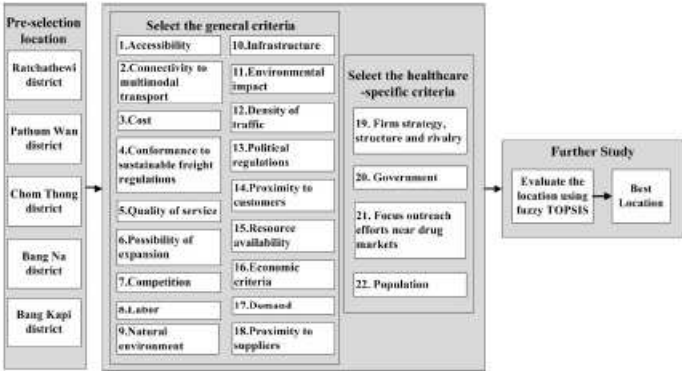 Pre-selection
location
Ratchathewi
district
Pathum Wan
district
Chom Thong
district
Bang Na
district
Bang Kapi
district
Select the general criteria
1.Accessibility
2.Connectivity to
multimodal
transport
3.Cost
4.Conformance to
sustainable freight
regulations
5.Quality of service
6.Possibility of
expansion
7.Competition
8.Labor
9.Natural
environment
10.Infrastructure
11.Environmental
impact
12.Density of
traffic
13.Political
regulations
14.Proximity to
customers
15.Resource
availability
16.Economic
criteria
17.Demand
18.Proximity to
suppliers
Select the healthcare
-specific criteria
19. Firm strategy,
structure and rivalry
20. Government
21. Focus outreach
efforts near drug
markets
22. Population
Further Study
Evaluate the
location using
fuzzy TOPSIS
Best
Location